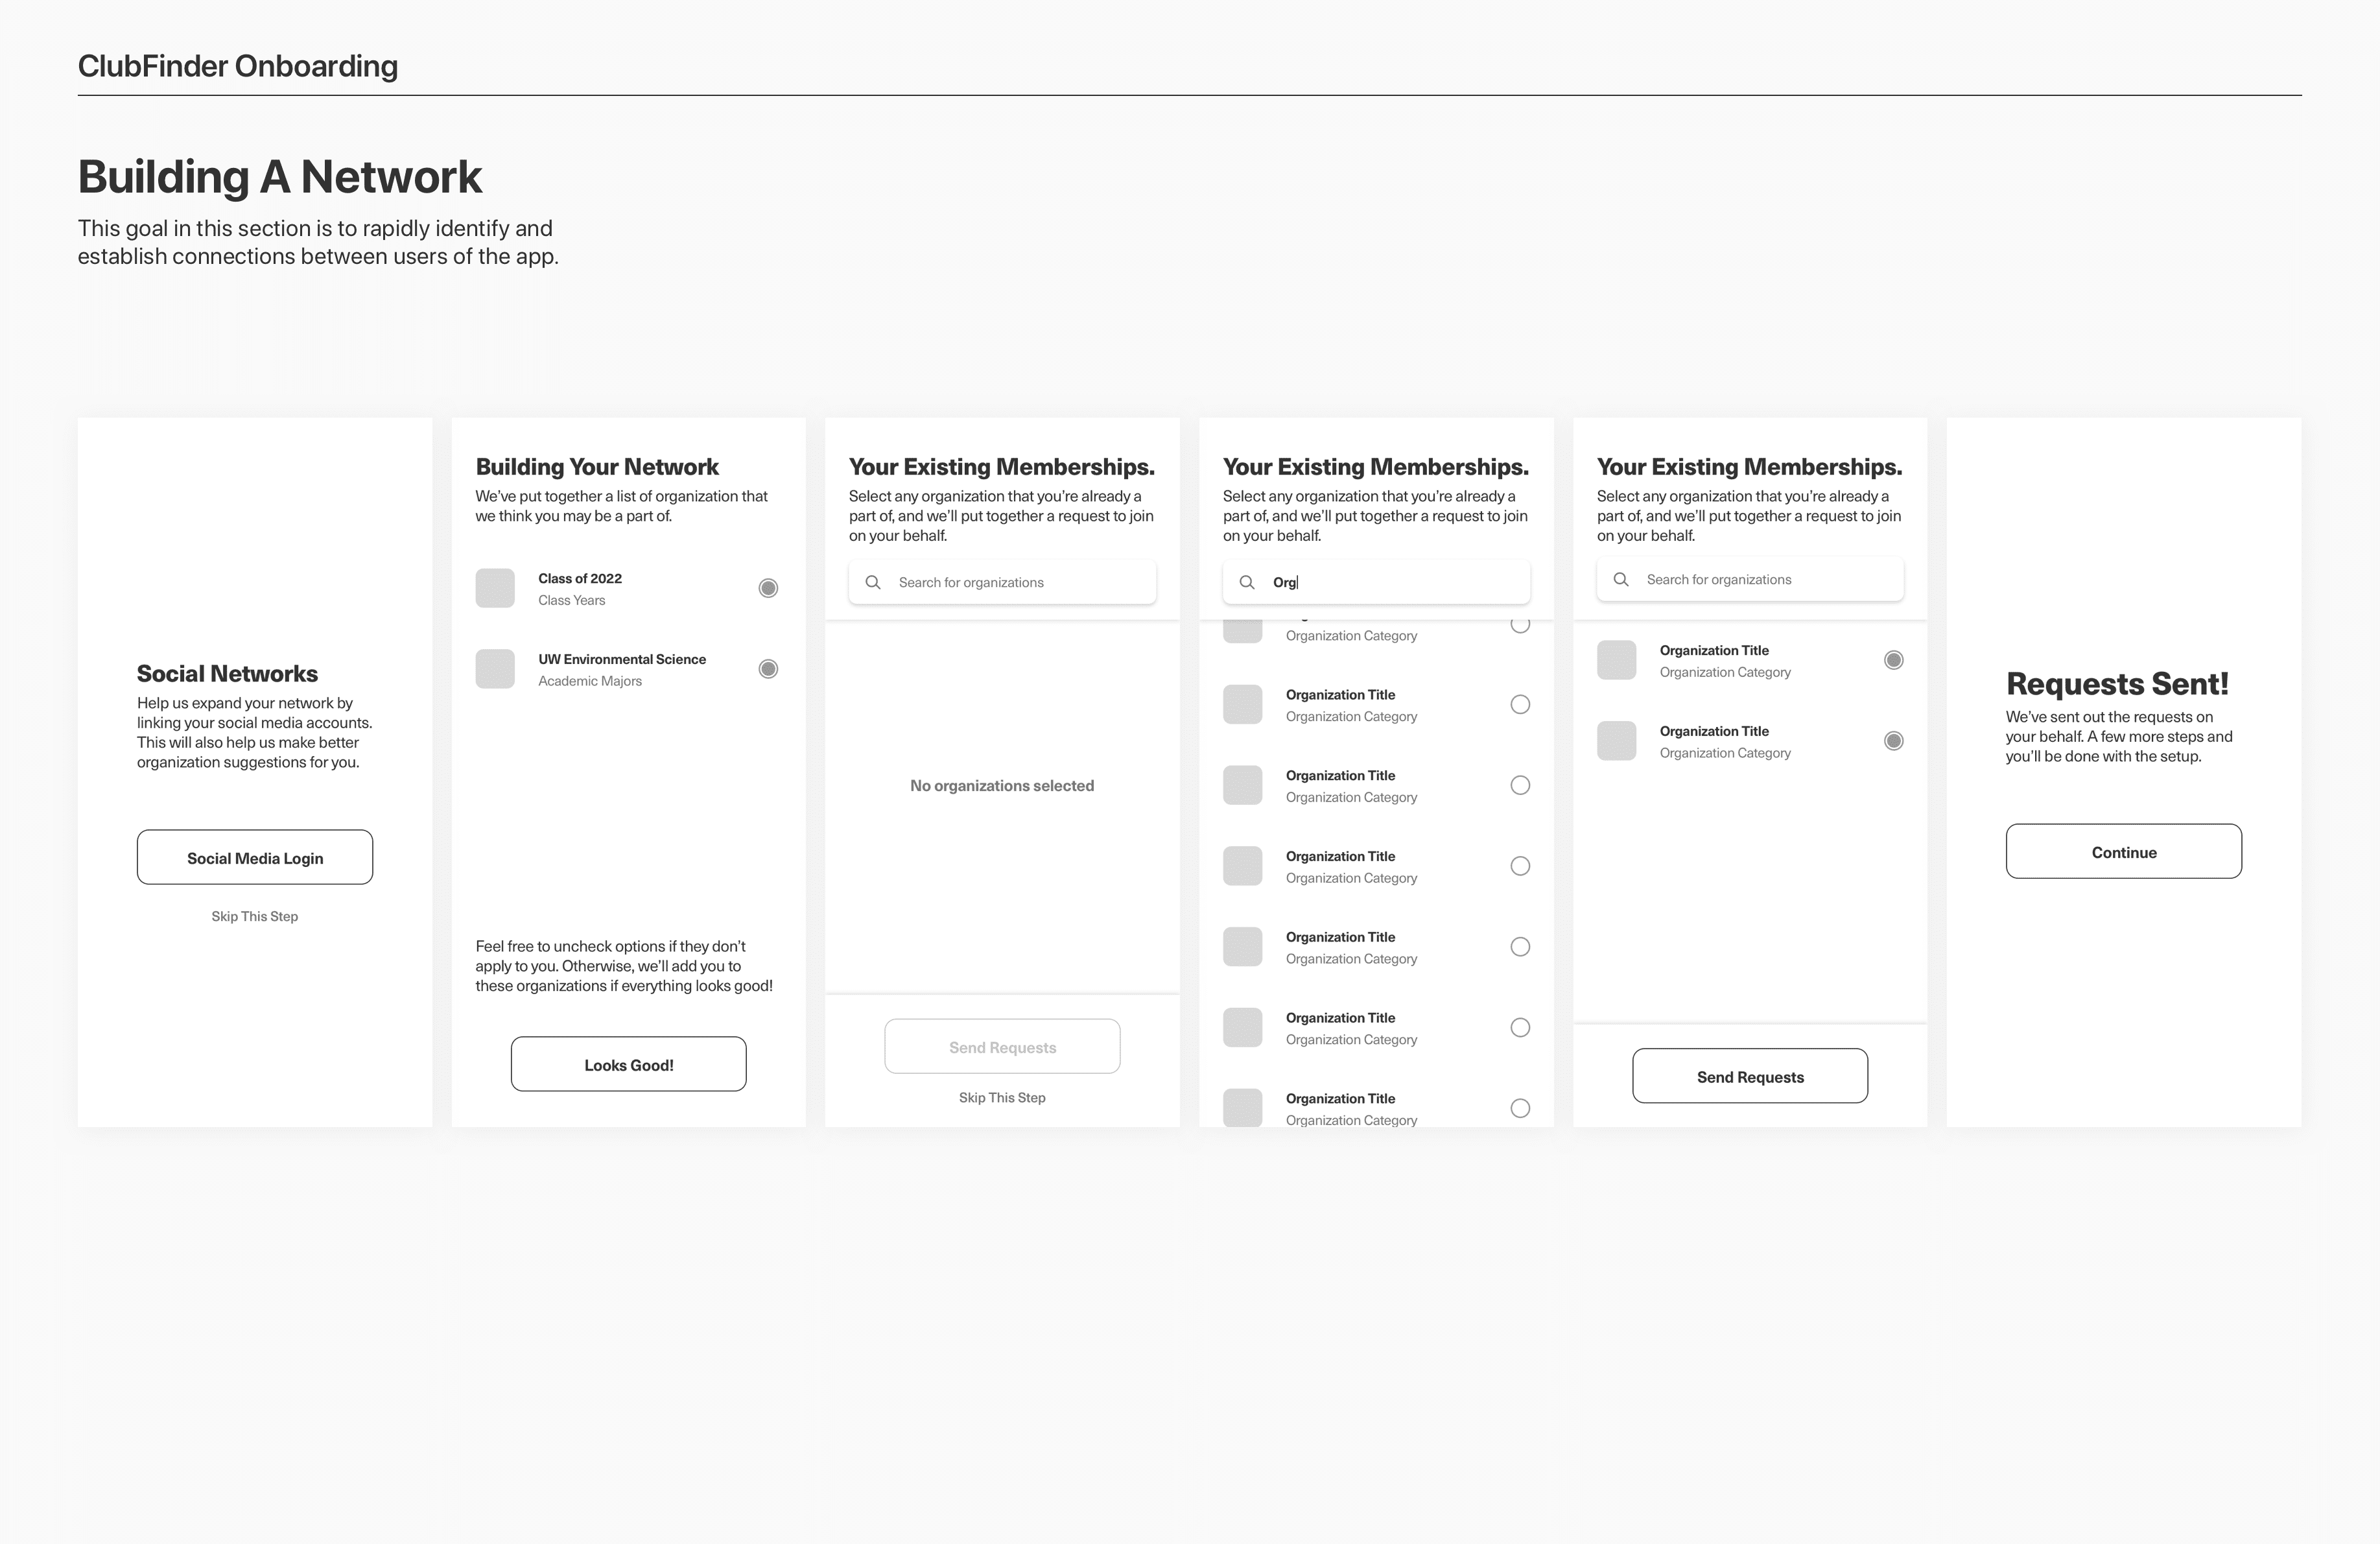 ClubFinder Onboarding
Building A Network
This goal in this section is to rapidly identify and
establish connections between users of the app.
Social Networks
Help us expand your network by
linking your social media accounts.
This will also help us make better
organization suggestions for you.
Social Media Login
Skip This Step
Building Your Network
We've put together a list of organization that
we think you may be a part of.
Class of 2022
Class Years
UW Environmental Science
Academic Majors
Feel free to uncheck options if they don't
apply to you. Otherwise, we'll add you to
these organizations if everything looks good!
Looks Good!
Your Existing Memberships.
Select any organization that you're already a
part of, and we'll put together a request to join
on your behalf.
Search for organizations
No organizations selected
Send Requests
Skip This Step
Your Existing Memberships.
Select any organization that you're already a
part of, and we'll put together a request to join
on your behalf.
Org
Organization Category
Organization Title
Organization Category
Organization Title
Organization Category
Organization Title
Organization Category
Organization Title
Organization Category
Organization Title
Organization Category
Organization Title
Organization Category
Your Existing Memberships.
Select any organization that you're already a
part of, and we'll put together a request to join
on your behalf.
Search for organizations
Organization Title
Organization Category
Organization Title
Organization Category
Send Requests
Requests Sent!
We've sent out the requests on
your behalf. A few more steps and
you'll be done with the setup.
Continue